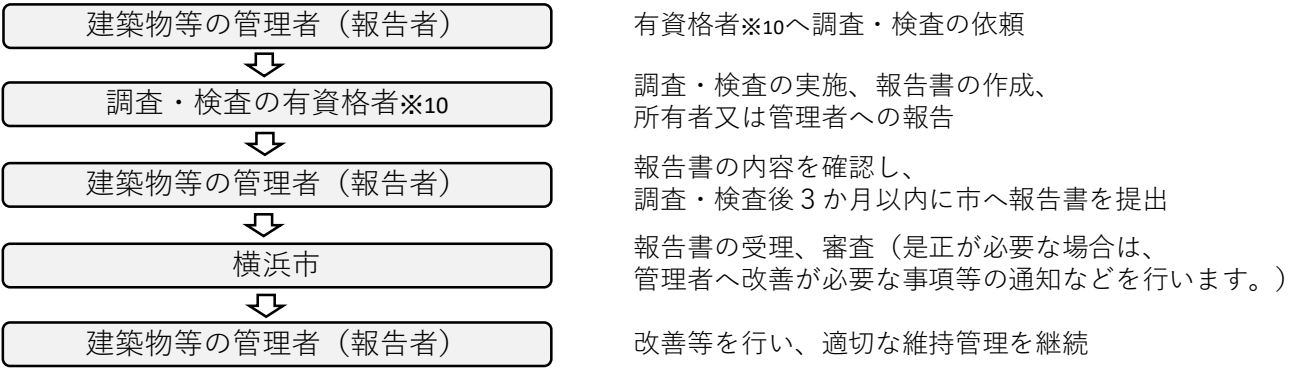 建築物等の管理者（報告者）
有資格者※10へ調査・検査の依頼
調査・検査の有資格者※10
調査・検査の実施、報告書の作成、
所有者又は管理者への報告
建築物等の管理者（報告者）
報告書の内容を確認し、
調査・検査後３か月以内に市へ報告書を提出
横浜市
報告書の受理、審査（是正が必要な場合は、
管理者へ改善が必要な事項等の通知などを行います。）
建築物等の管理者（報告者）
改善等を行い、適切な維持管理を継続